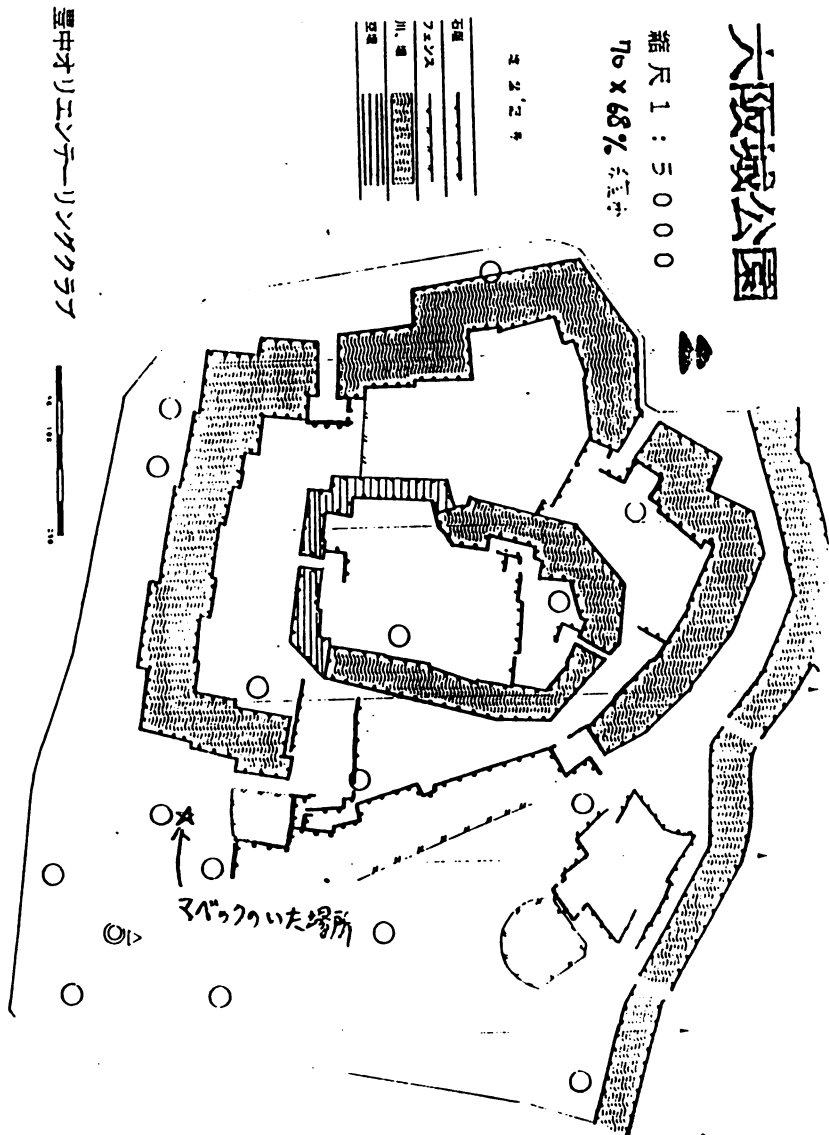 大阪城公園
縮尺1:5000
70×68%
石垣
フェンス
川、堀
空堀
豊中オリエンテーリングクラブ
マベックのいた場所